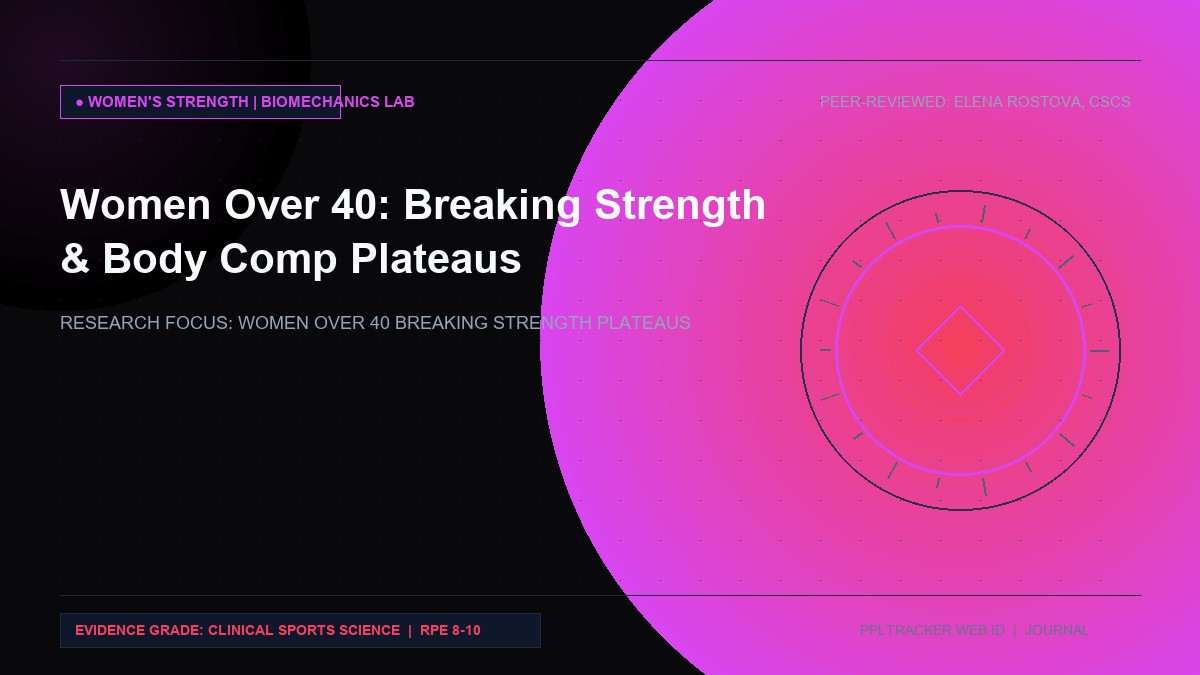 ● WOMEN'S STRENGTH | BIOMECHANICS LAB
PEER-REVIEWED: ELENA ROSTOVA, CSCS
Women Over 40: Breaking Strength
& Body Comp Plateaus
RESEARCH FOCUS: WOMEN OVER 40 BREAKING STRENGTH PLATEAUS
EVIDENCE GRADE: CLINICAL SPORTS SCIENCE | RPE 8-10
PPLTRACKER.WEB.ID | JOURNAL